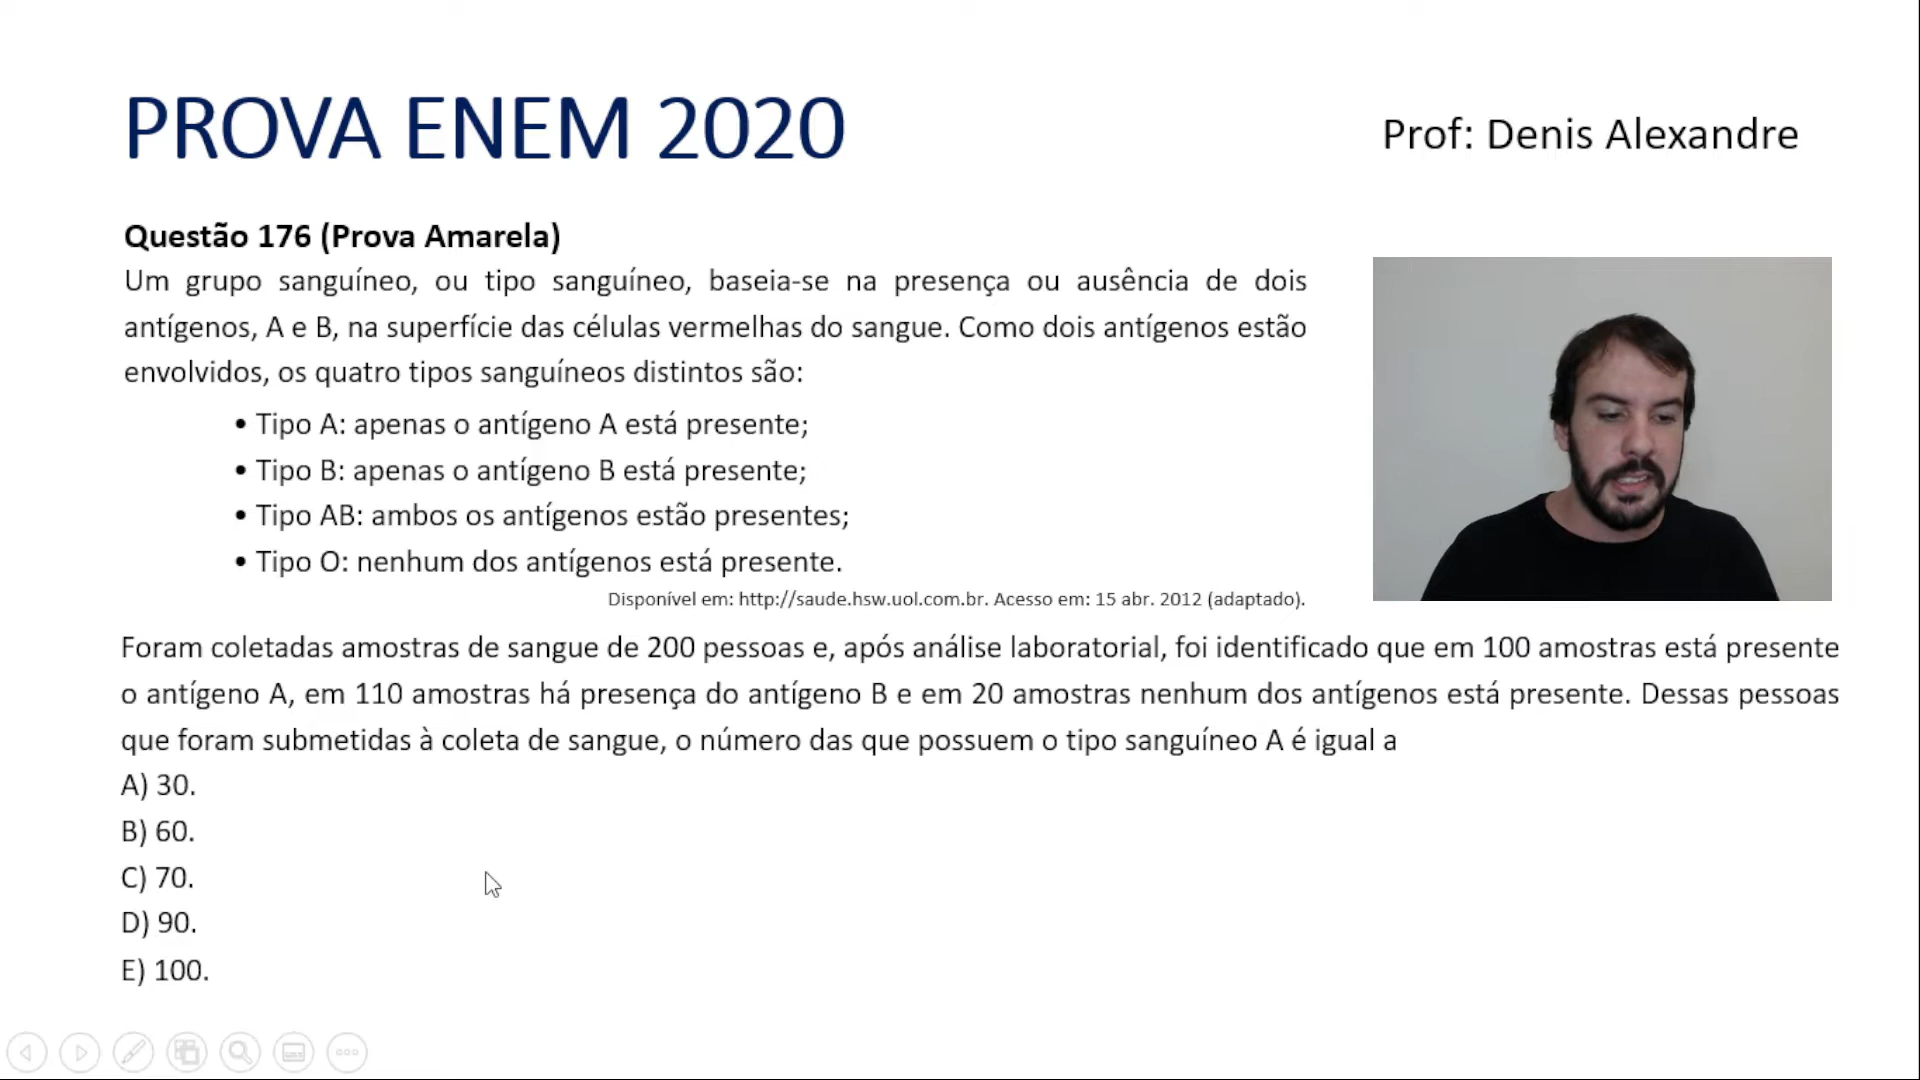 PROVA ENEM 2020
Prof: Denis Alexandre
Questão 176 (Prova Amarela)
Um grupo sanguíneo, ou tipo sanguíneo, baseia-se na presença ou ausência de dois
antígenos, A e B, na superfície das células vermelhas do sangue. Como dois antígenos estão
envolvidos, os quatro tipos sanguíneos distintos são:
• Tipo A: apenas o antígeno A está presente;
• Tipo B: apenas o antígeno B está presente;
• Tipo AB: ambos os antígenos estão presentes;
• Tipo O: nenhum dos antígenos está presente.
Disponível em: http://saude.hsw.uol.com.br. Acesso em: 15 abr. 2012 (adaptado).
Foram coletadas amostras de sangue de 200 pessoas e, após análise laboratorial, foi identificado que em 100 amostras está presente
o antígeno A, em 110 amostras há presença do antígeno B e em 20 amostras nenhum dos antígenos está presente. Dessas pessoas
que foram submetidas à coleta de sangue, o número das que possuem o tipo sanguíneo A é igual a
A) 30.
B) 60.
C) 70.
D) 90.
E) 100.